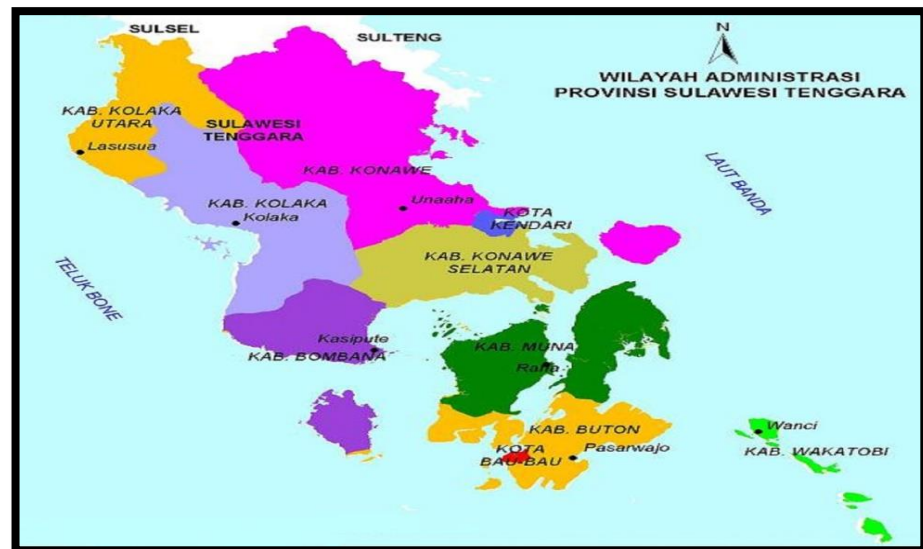 SULSEL
SULTENG
N
WILAYAH ADMINISTRASI
PROVINSI SULAWESI TENGGARA
KAB. KOLAKA
UTARA
SULAWESI
TENGGARA
Lasusua
LAUT BANDA
KAB. KONAWE
KAB. KOLAKA
Kolaka
Unaaha
KOTA
KENDARI
KAB. KONAWE
SELATAN
TELUK BONE
Kasipute
KAB. BOMBANA
KAB. MUNA
Raha
KAB. BUTON
Wanci
KOTA
BAU-BAU
Pasarwajo
KAB. WAKATOBI